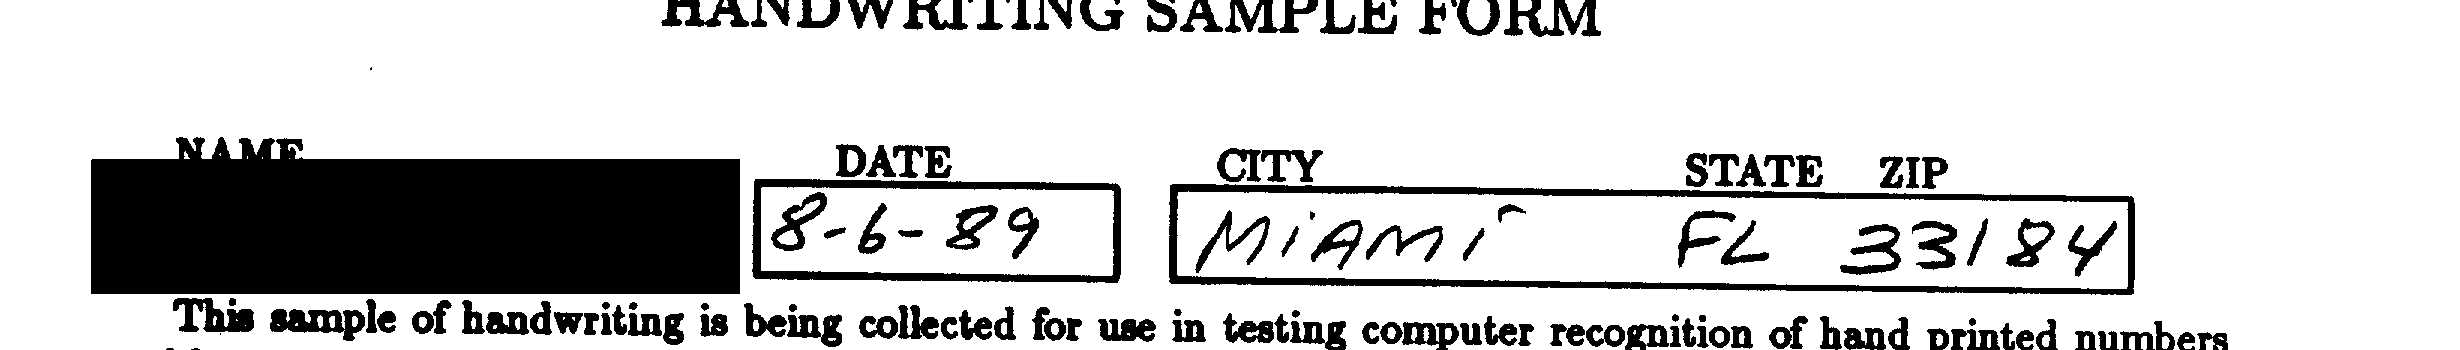 HANDWRITING SAMPLE FORM
NAME DATE CITY STATE ZIP
8-6-89 MiAMi FL 33184
This sample of handwriting is being collected for use in testing computer recognition of hand printed numbers